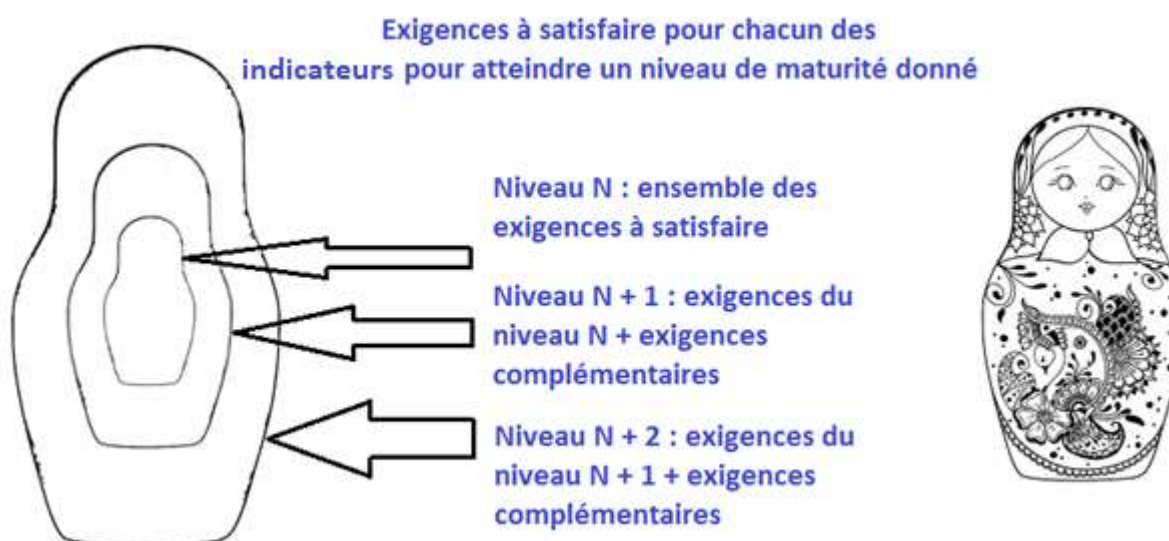 Exigences à satisfaire pour chacun des
indicateurs pour atteindre un niveau de maturité donné
Niveau N : ensemble des
exigences à satisfaire
Niveau N + 1 : exigences du
niveau N + exigences
complémentaires
Niveau N + 2 : exigences du
niveau N + 1 + exigences
complémentaires